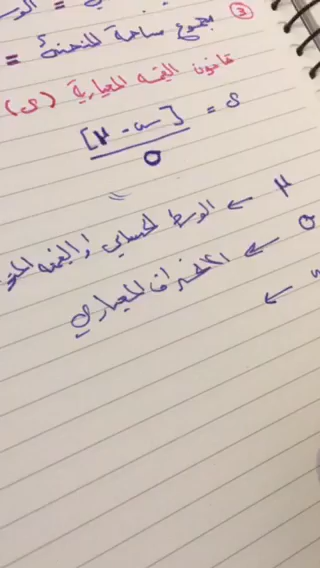 ③
مجموع مساحة المنحنى =
قانون القيمة المعيارية (ى)
ى = [س - μ]
σ
μ ← الوسط الحسابي / القيمة
σ ← الانحراف المعياري
←